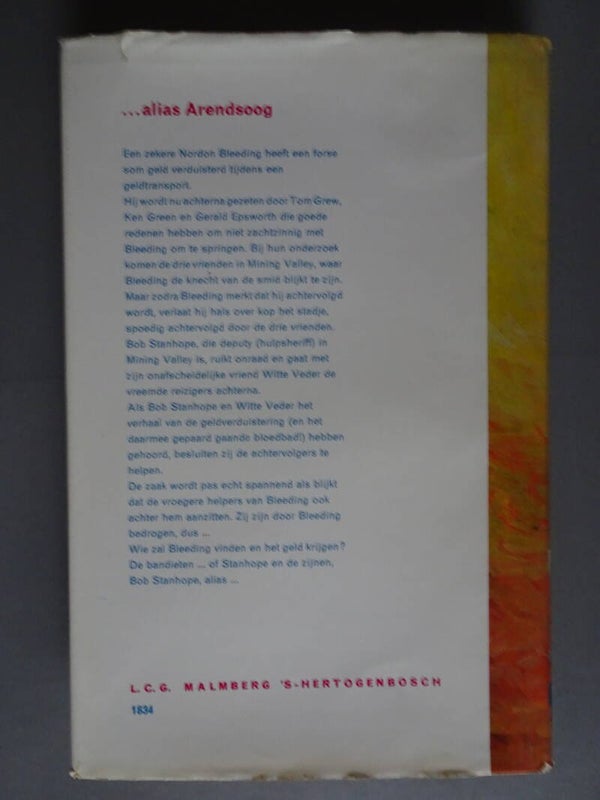 ...alias Arendsoog
Een zekere Nordon Bleeding heeft een forse
som geld verduisterd tijdens een
geldtransport.
Hij wordt nu achterna gezeten door Tom Grew,
Ken Green en Gerald Epsworth die goede
redenen hebben om niet zachtzinnig met
Bleeding om te springen. Bij hun onderzoek
komen de drie vrienden in Mining Valley, waar
Bleeding de knecht van de smid blijkt te zijn.
Maar zodra Bleeding merkt dat hij achtervolgd
wordt, verlaat hij hals over kop het stadje,
spoedig achtervolgd door de drie vrienden.
Bob Stanhope, die deputy (hulpsheriff) in
Mining Valley is, ruikt onraad en gaat met
zijn onafscheidelijke vriend Witte Veder de
vreemde reizigers achterna.
Als Bob Stanhope en Witte Veder het
verhaal van de geldverduistering (en het
daarmee gepaard gaande bloedbad!) hebben
gehoord, besluiten zij de achtervolgers te
helpen.
De zaak wordt pas echt spannend als blijkt
dat de vroegere helpers van Bleeding ook
achter hem aanzitten. Zij zijn door Bleeding
bedrogen, dus ...
Wie zal Bleeding vinden en het geld krijgen?
De bandieten ... of Stanhope en de zijnen,
Bob Stanhope, alias ...
L.C.G. MALMBERG 'S-HERTOGENBOSCH
1834